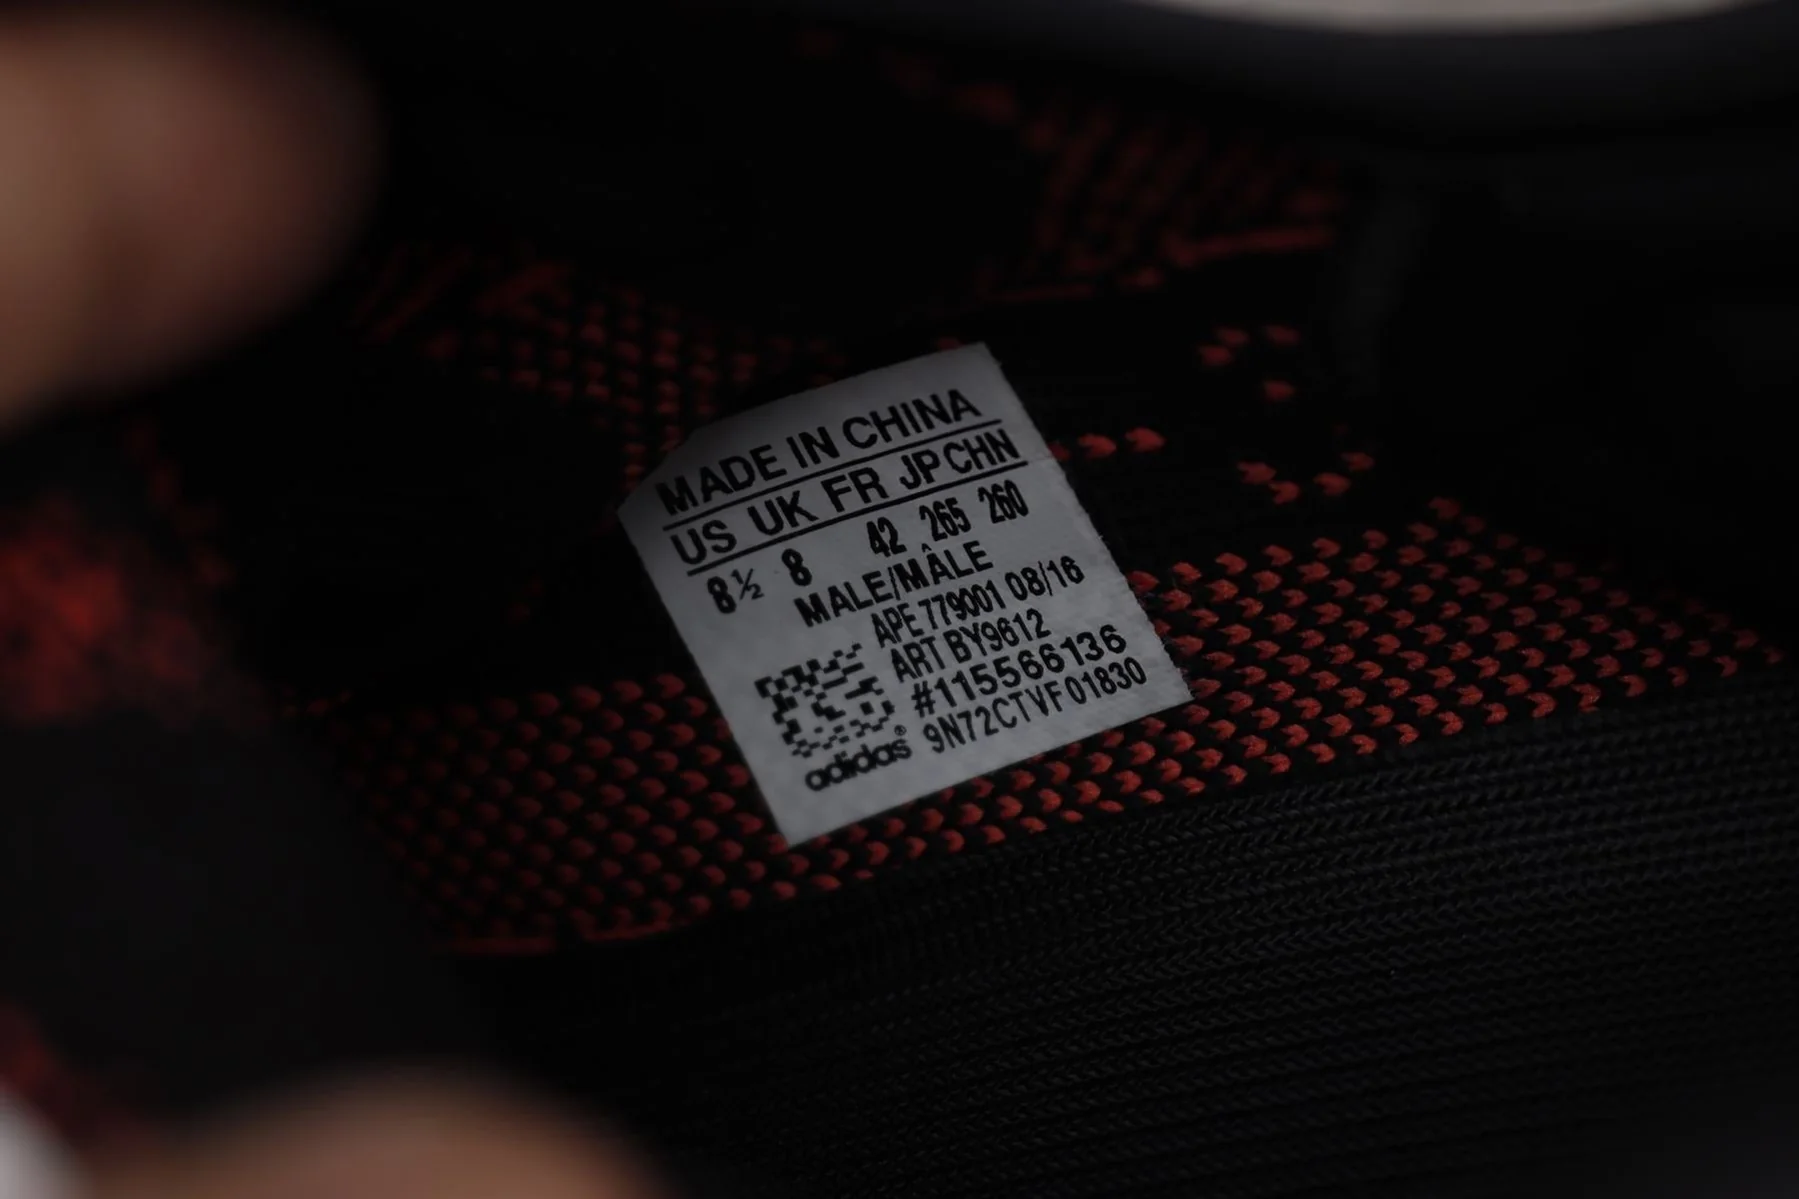 MADE IN CHINA
US UK FR JP CHN
8½ 8 42 265 260
MALE/MÂLE
APE 779001 08/16
ART BY9612
#115566136
9N72CTVF01830
adidas®